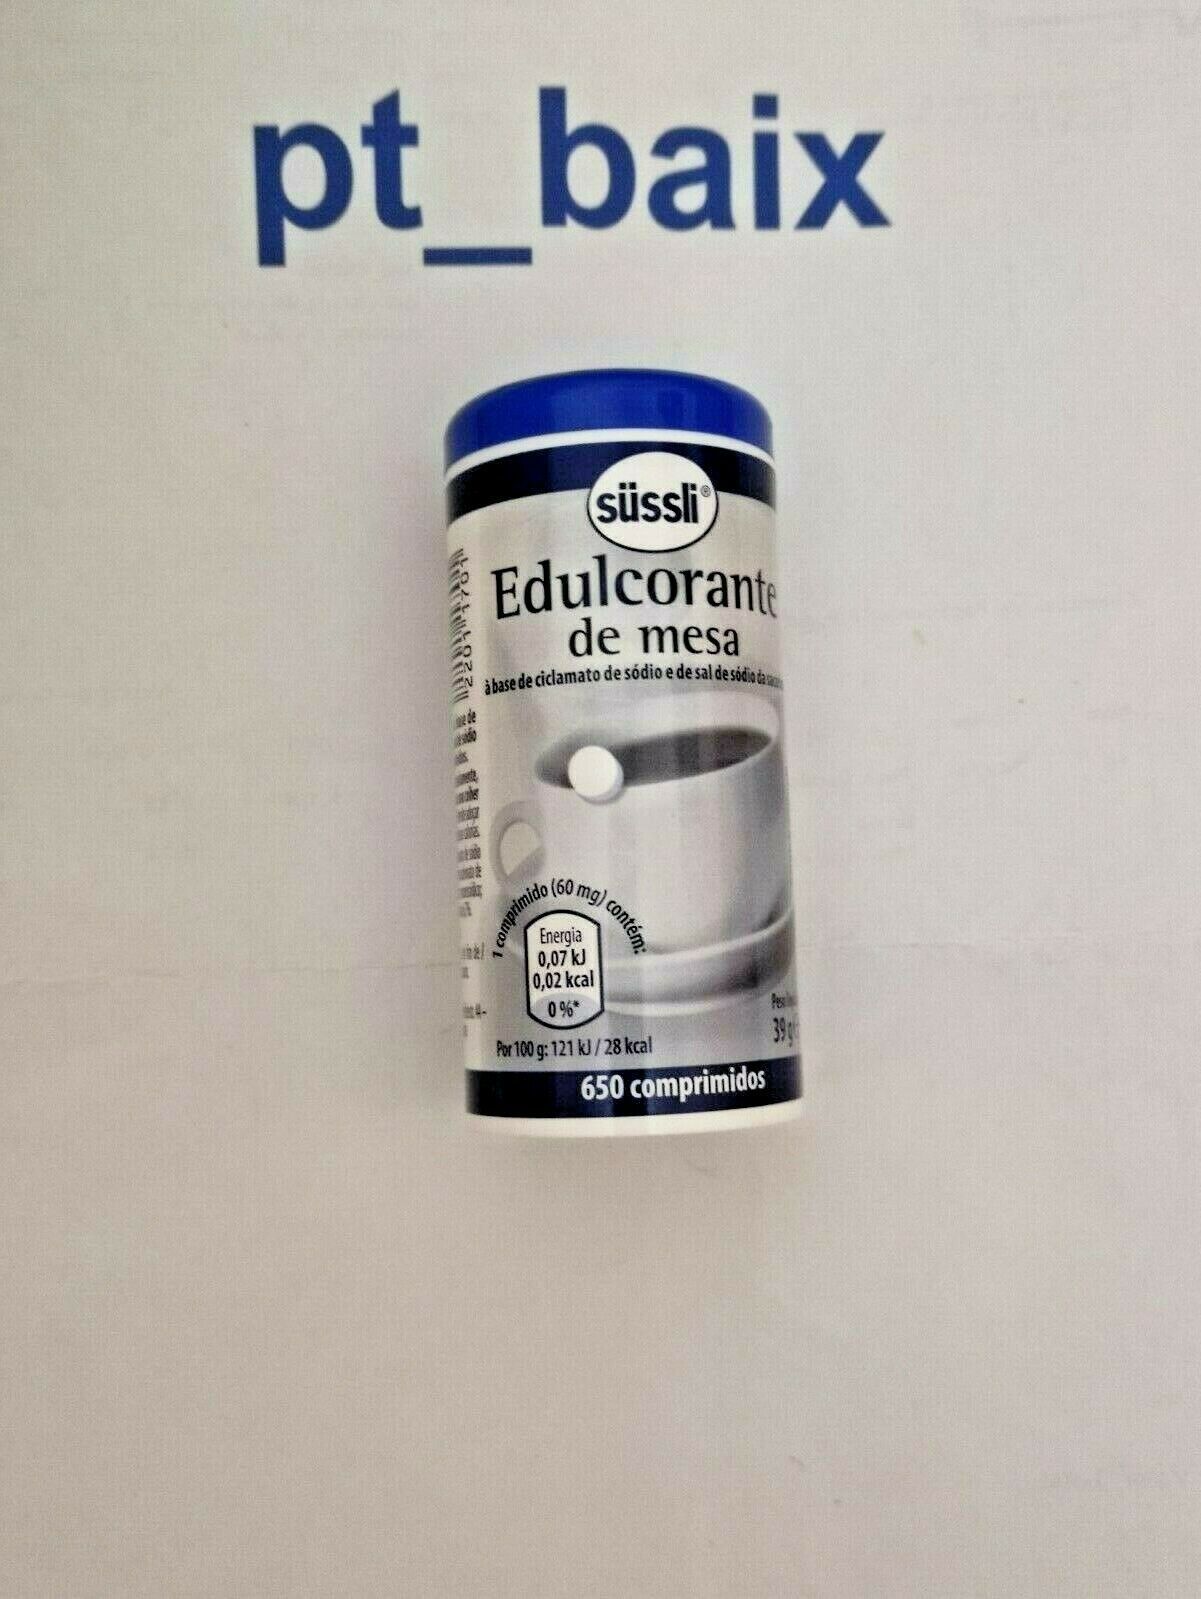 pt_baix
süssli®
Edulcorante
de mesa
à base de ciclamato de sódio e de sal de sódio da
1 comprimido (60 mg) contém:
Energia
0,07 kJ
0,02 kcal
0 %*
Por 100 g: 121 kJ / 28 kcal
Peso
39 g
650 comprimidos